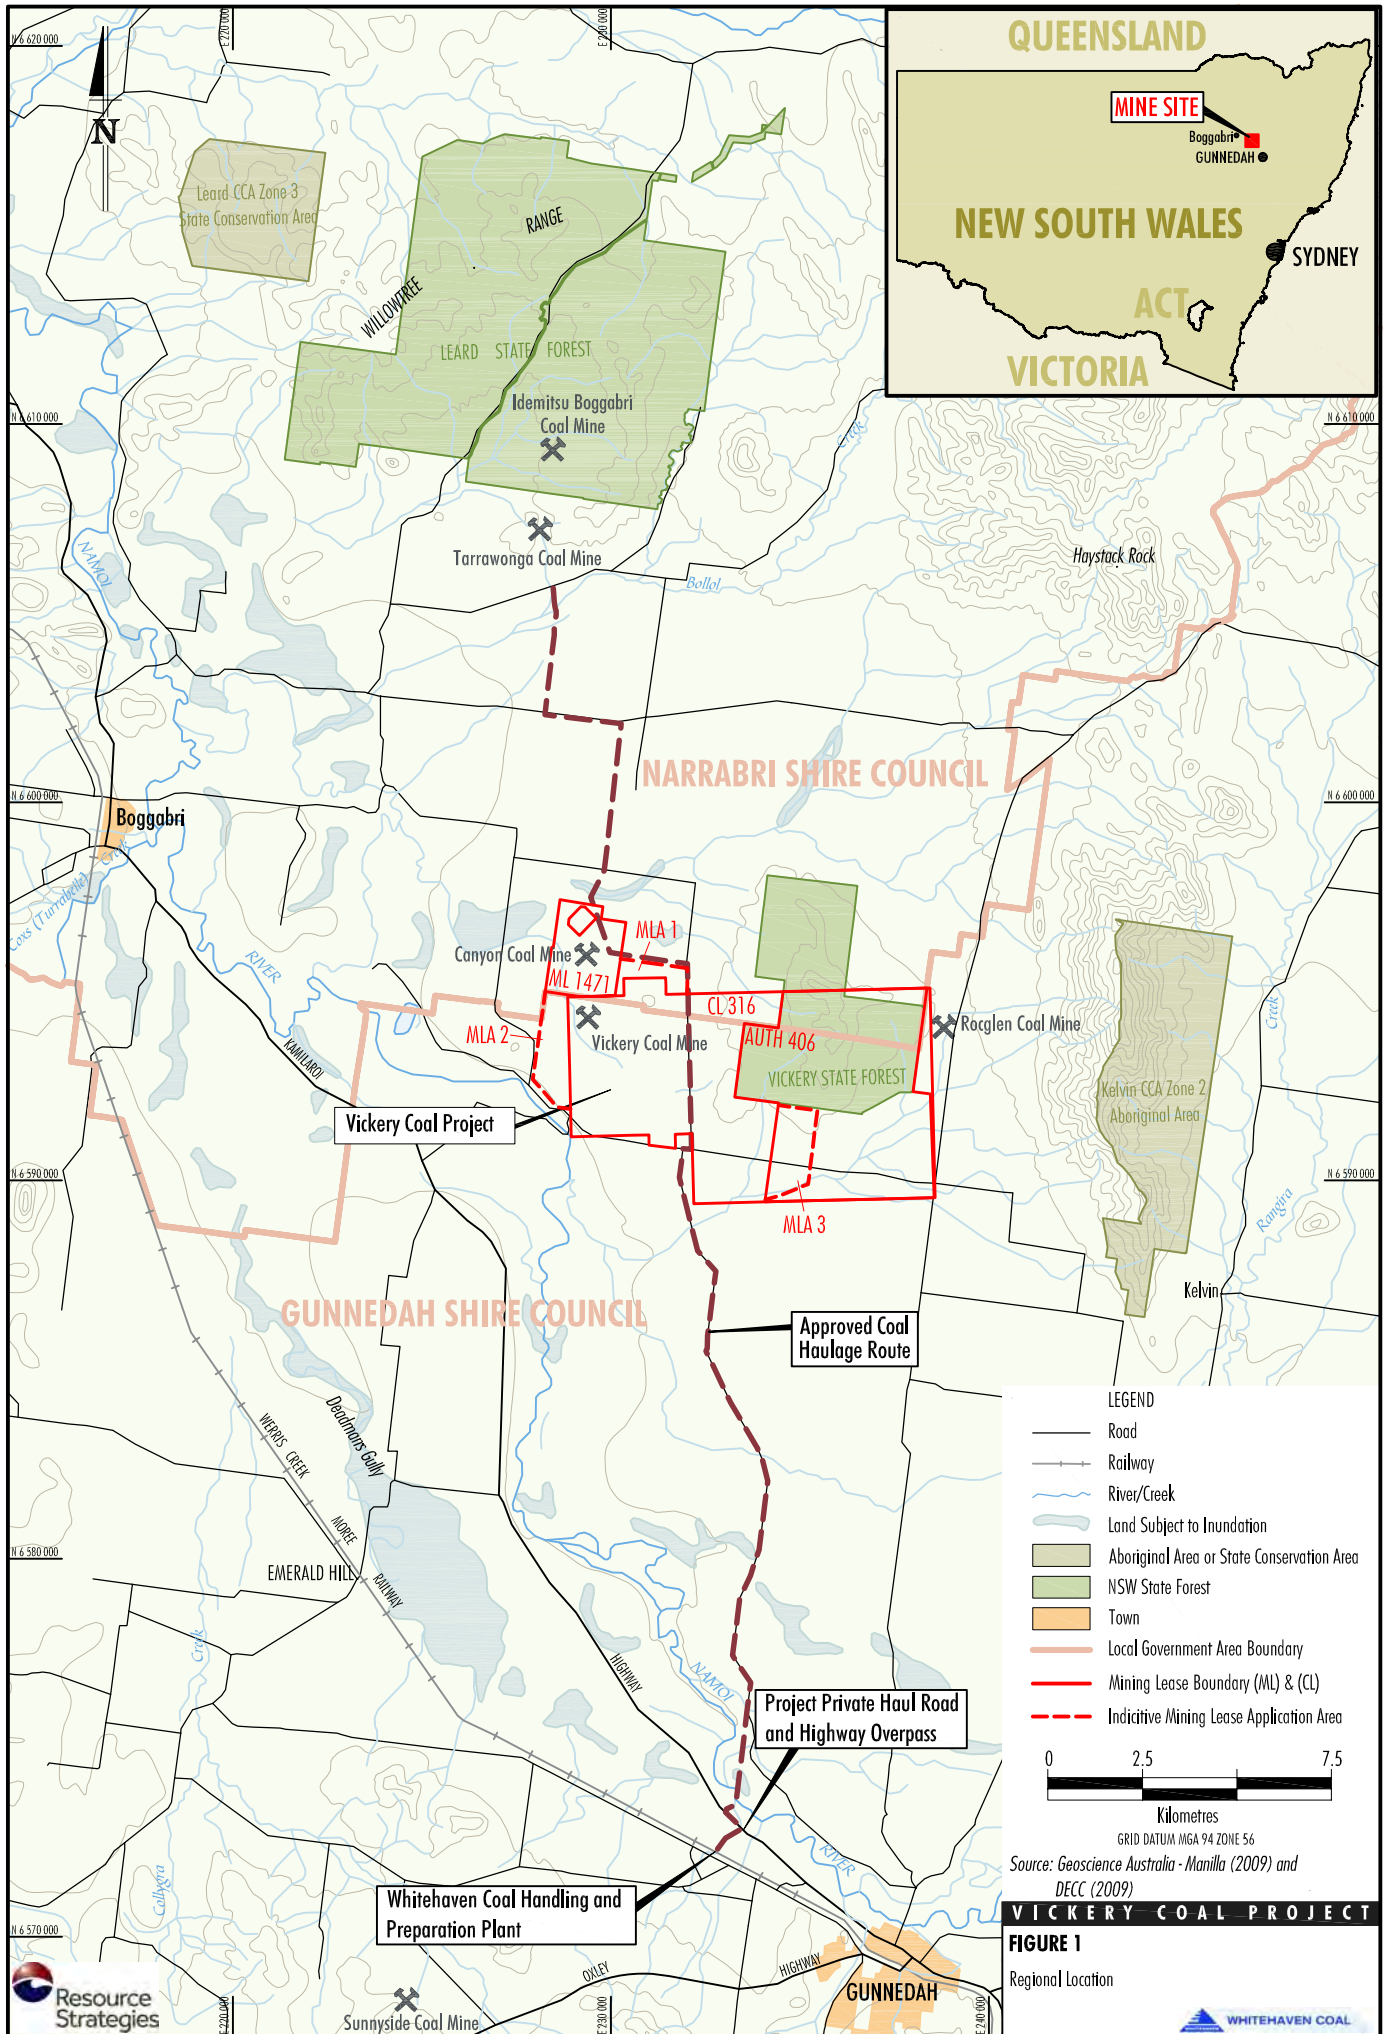 N 6 620 000
E 220 000
E 230 000
N
QUEENSLAND
MINE SITE
Boggabri
GUNNEDAH
NEW SOUTH WALES
SYDNEY
ACT
VICTORIA
Leard CCA Zone 3
State Conservation Area
RANGE
WILLOWTREE
LEARD STATE FOREST
Idemitsu Boggabri
Coal Mine
N 6 610 000
N 6 610 000
Creek
Tarrawonga Coal Mine
Haystack Rock
NAMOI
Bollol
NARRABRI SHIRE COUNCIL
N 6 600 000
N 6 600 000
Boggabri
Creek
Coxs (Turrabeile)
RIVER
MLA 1
Canyon Coal Mine
ML 1471
CL 316
MLA 2
Vickery Coal Mine
AUTH 406
Rocglen Coal Mine
Creek
KAMILAROI
VICKERY STATE FOREST
Kelvin CCA Zone 2
Aboriginal Area
Vickery Coal Project
N 6 590 000
N 6 590 000
Rangira
MLA 3
Kelvin
GUNNEDAH SHIRE COUNCIL
Approved Coal
Haulage Route
Deadmans Gully
WERRIS CREEK
MOREE
RAILWAY
N 6 580 000
EMERALD HILL
Creek
HIGHWAY
NAMOI
Project Private Haul Road
and Highway Overpass
LEGEND
Road
Railway
River/Creek
Land Subject to Inundation
Aboriginal Area or State Conservation Area
NSW State Forest
Town
Local Government Area Boundary
Mining Lease Boundary (ML) & (CL)
Indicitive Mining Lease Application Area
0 2.5 7.5
Kilometres
GRID DATUM MGA 94 ZONE 56
Source: Geoscience Australia - Manilla (2009) and
DECC (2009)
RIVER
Collygra
Whitehaven Coal Handling and
Preparation Plant
N 6 570 000
OXLEY
HIGHWAY
GUNNEDAH
Sunnyside Coal Mine
E 220 000
E 230 000
E 240 000
Resource
Strategies
VICKERY COAL PROJECT
FIGURE 1
Regional Location
WHITEHAVEN COAL